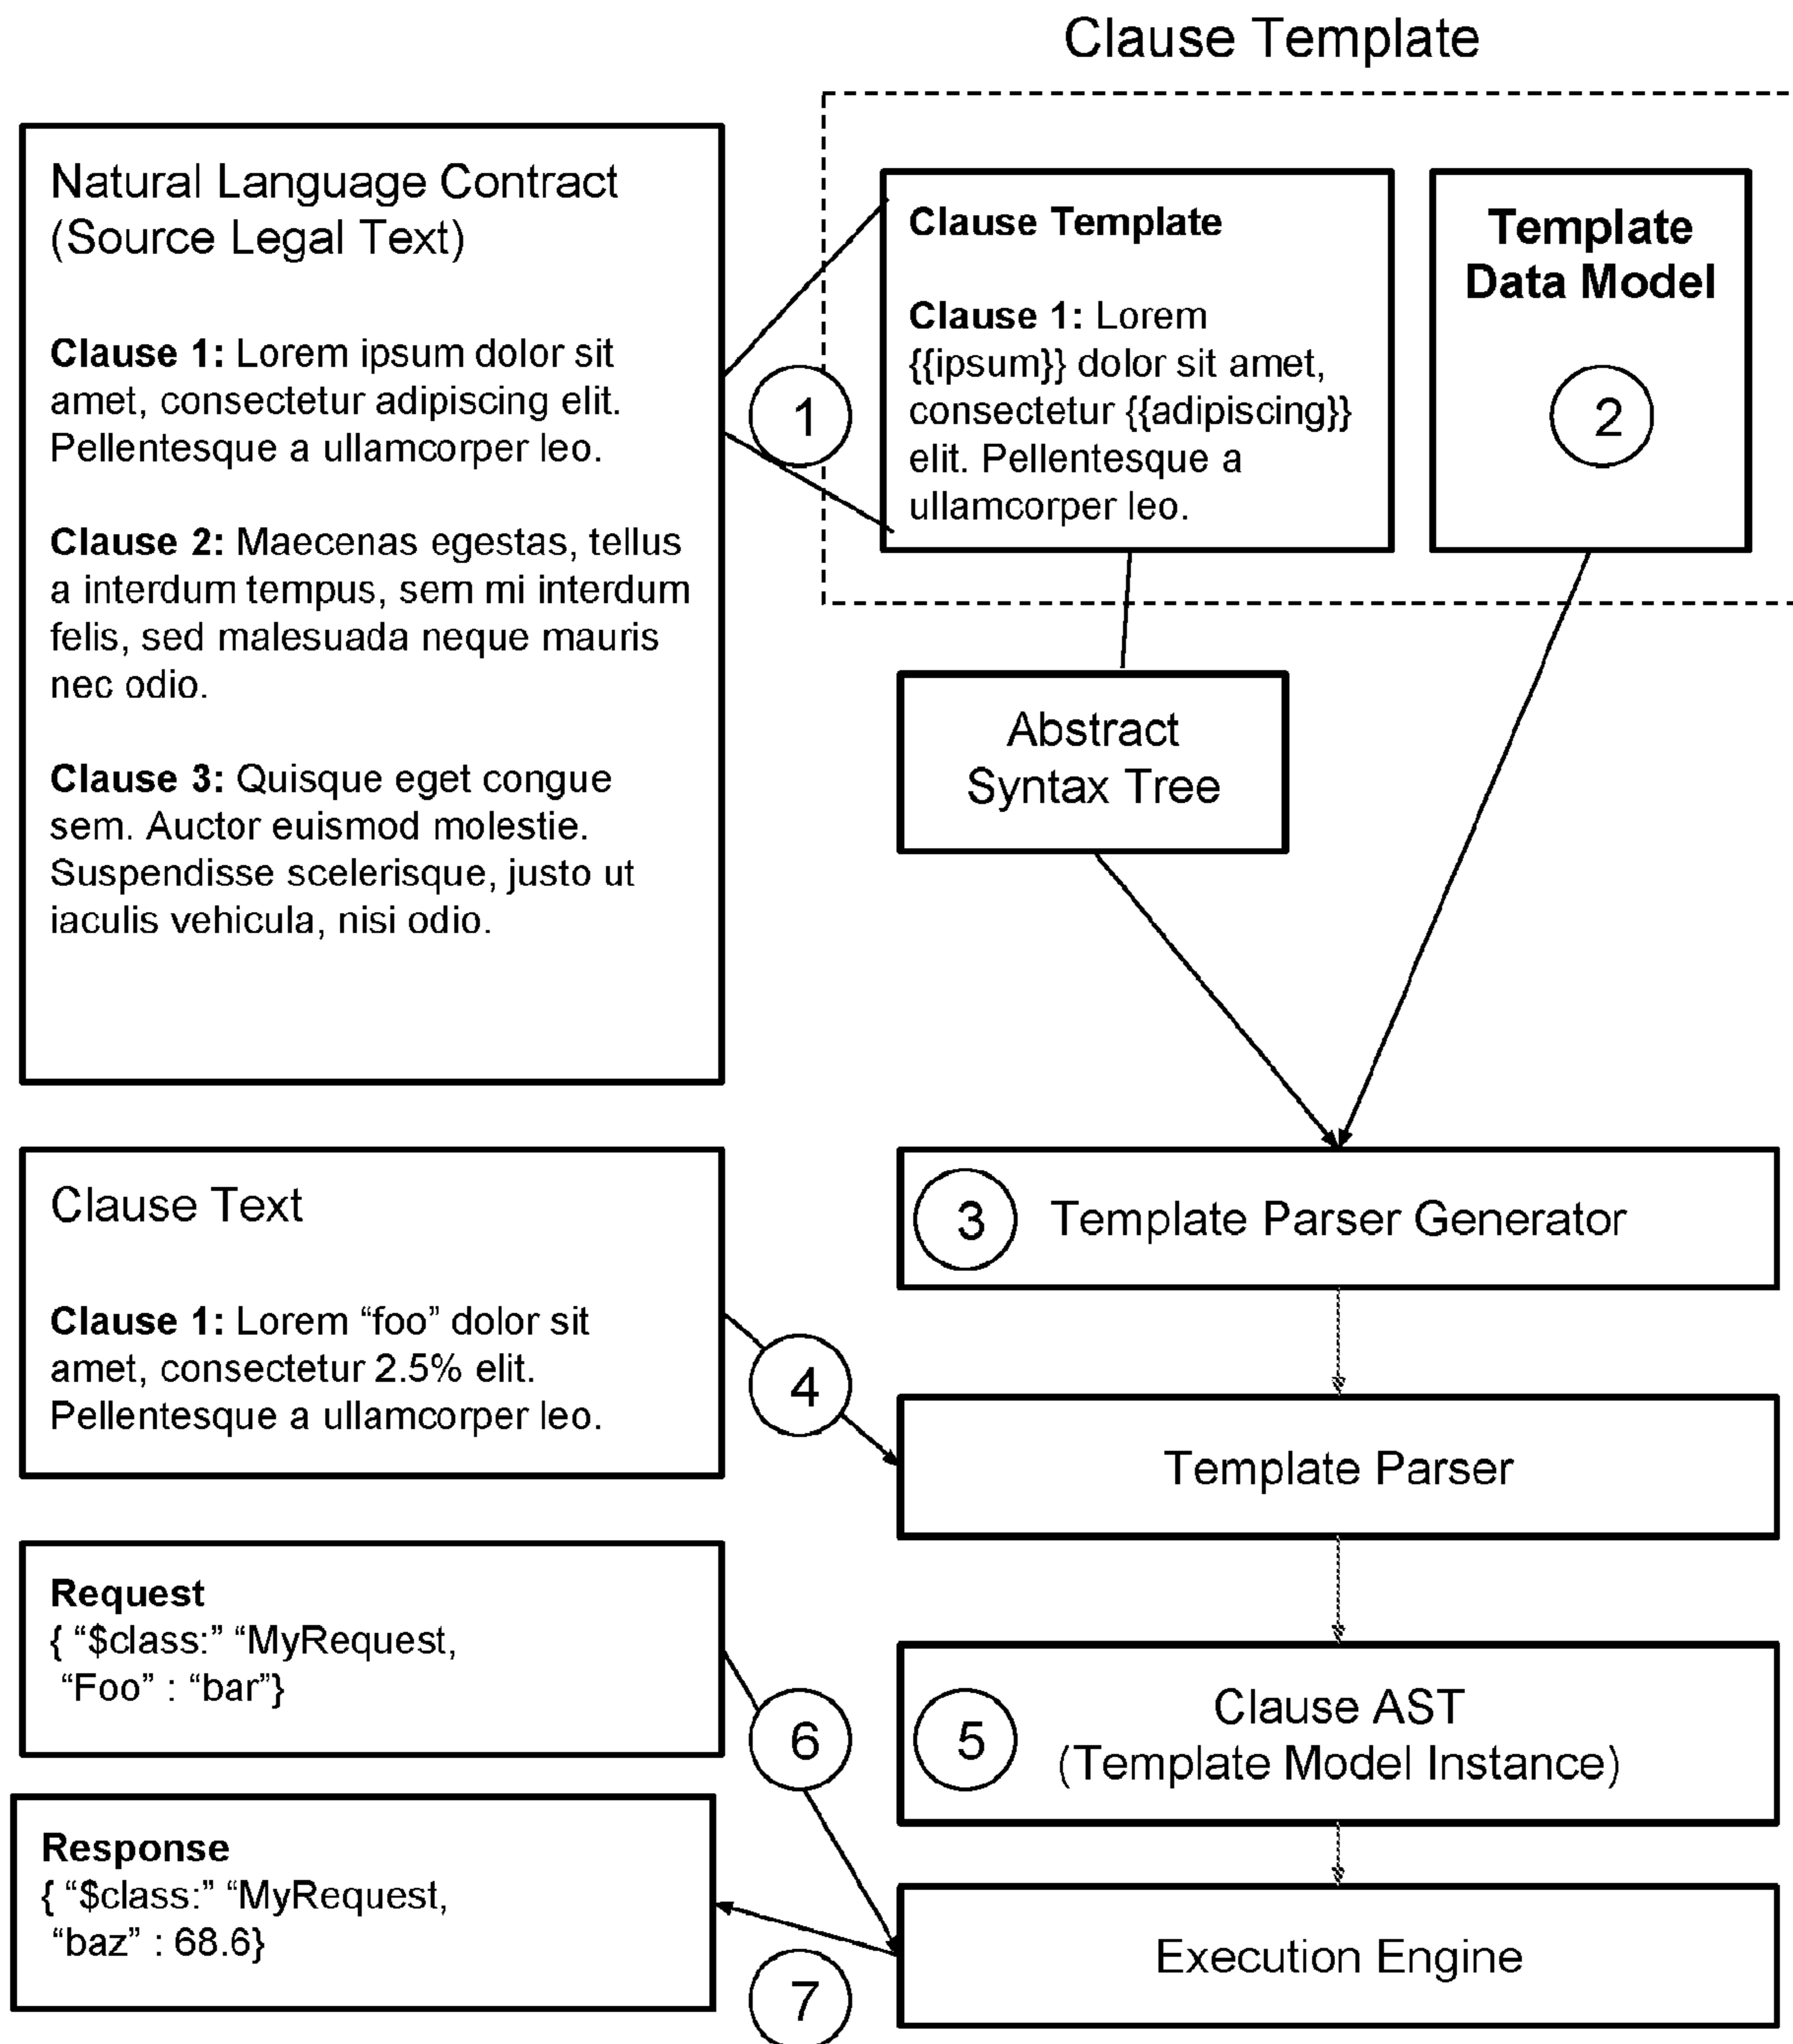 Clause Template
Natural Language Contract
(Source Legal Text)
Clause 1: Lorem ipsum dolor sit
amet, consectetur adipiscing elit.
Pellentesque a ullamcorper leo.
Clause 2: Maecenas egestas, tellus
a interdum tempus, sem mi interdum
felis, sed malesuada neque mauris
nec odio.
Clause 3: Quisque eget congue
sem. Auctor euismod molestie.
Suspendisse scelerisque, justo ut
iaculis vehicula, nisi odio.
1
Clause Template
Clause 1: Lorem
{{ipsum}} dolor sit amet,
consectetur {{adipiscing}}
elit. Pellentesque a
ullamcorper leo.
Template
Data Model
2
Abstract
Syntax Tree
3
Template Parser Generator
Clause Text
Clause 1: Lorem “foo” dolor sit
amet, consectetur 2.5% elit.
Pellentesque a ullamcorper leo.
4
Template Parser
Request
{ “$class:” “MyRequest,
“Foo” : “bar”}
6
5
Clause AST
(Template Model Instance)
Response
{ “$class:” “MyRequest,
“baz” : 68.6}
7
Execution Engine